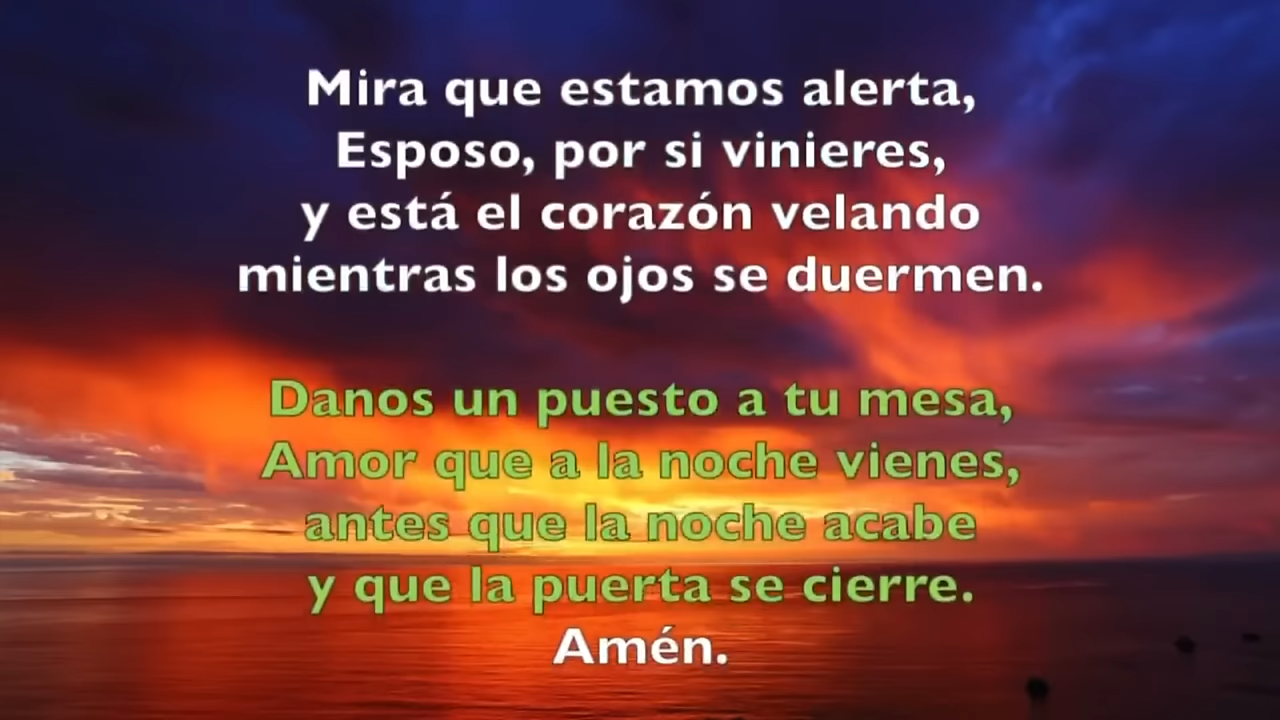 Mira que estamos alerta,
Esposo, por si vinieres,
y está el corazón velando
mientras los ojos se duermen.
Danos un puesto a tu mesa,
Amor que a la noche vienes,
antes que la noche acabe
y que la puerta se cierre.
Amén.